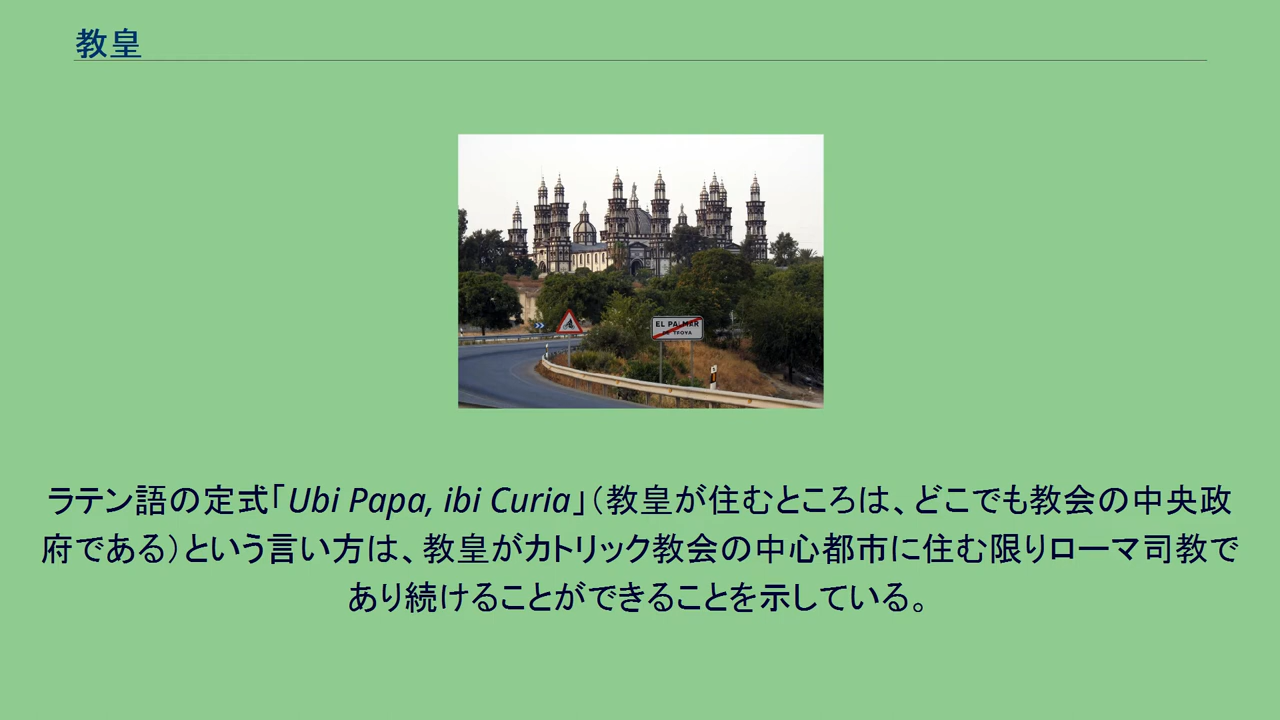 教皇
EL PALMAR
DE TROYA
ラテン語の定式「Ubi Papa, ibi Curia」（教皇が住むところは、どこでも教会の中央政
府である）という言い方は、教皇がカトリック教会の中心都市に住む限りローマ司教で
あり続けることができることを示している。